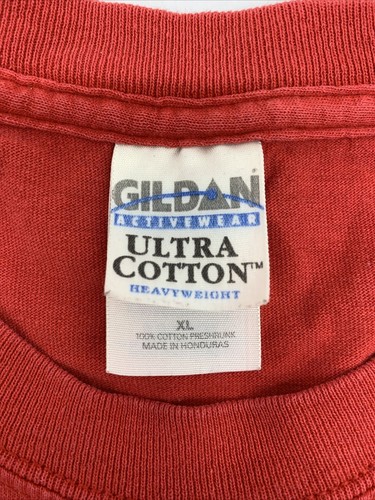 GILDAN
ACTIVEWEAR
ULTRA
COTTON™
HEAVYWEIGHT
XL
100% COTTON PRESHRUNK
MADE IN HONDURAS